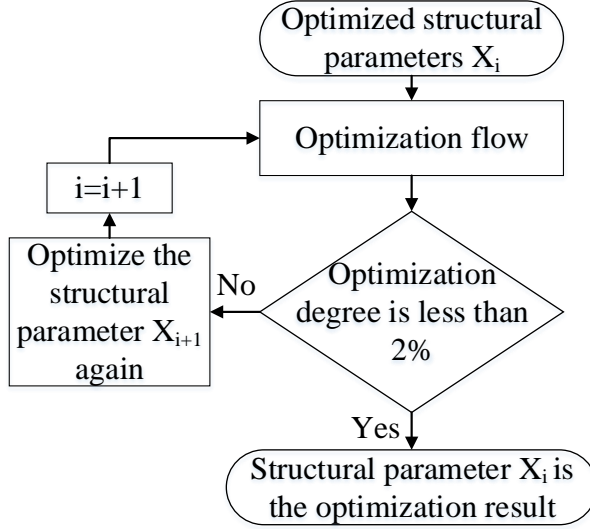 Optimized structural
parameters Xᵢ
Optimization flow
i=i+1
Optimize the
structural
parameter Xᵢ₊₁
again
No
Optimization
degree is less than
2%
Yes
Structural parameter Xᵢ is
the optimization result